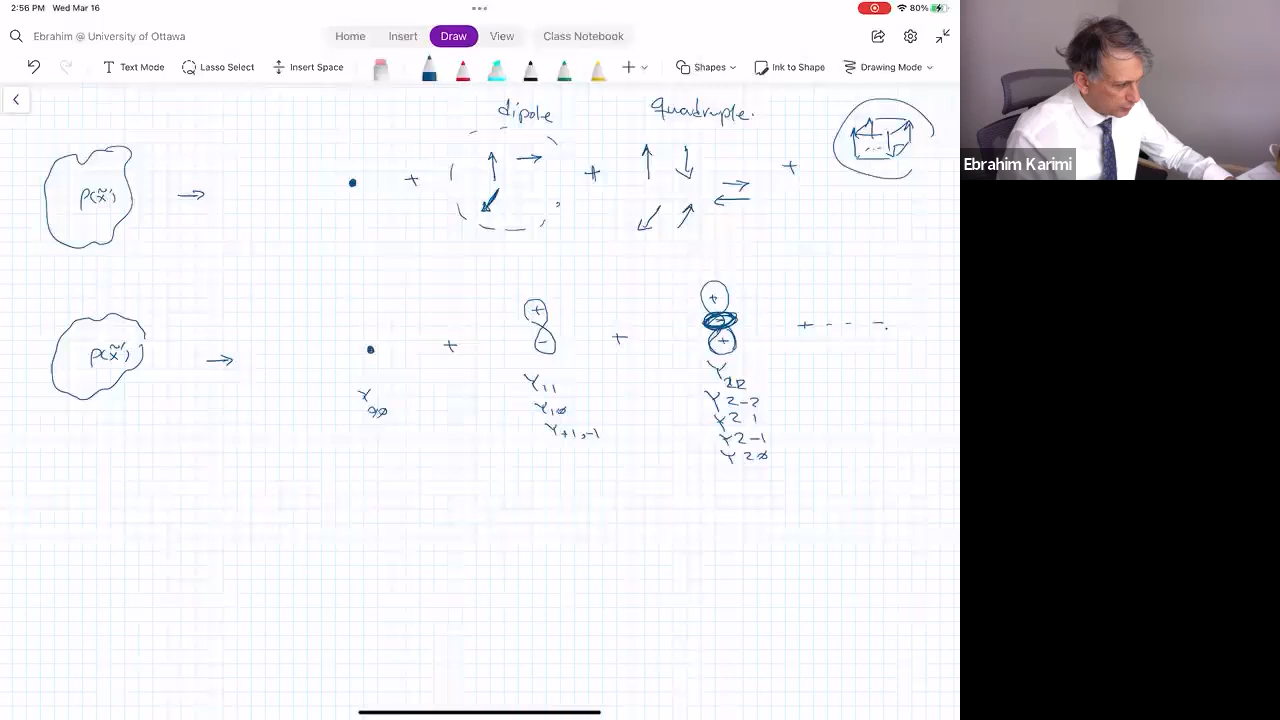 2:56 PM Wed Mar 16
80%
Ebrahim @ University of Ottawa
Home Insert Draw View Class Notebook
Text Mode Lasso Select Insert Space Shapes Ink to Shape Drawing Mode
Ebrahim Karimi
dipole Quadruple.
ρ(x̃') → • + + +
ρ(x̃') → • + + + - - -.
+ - + - +
Y00 Y11 Y22
Y10 Y2-2
Y+1,-1 Y21
Y2-1
Y20